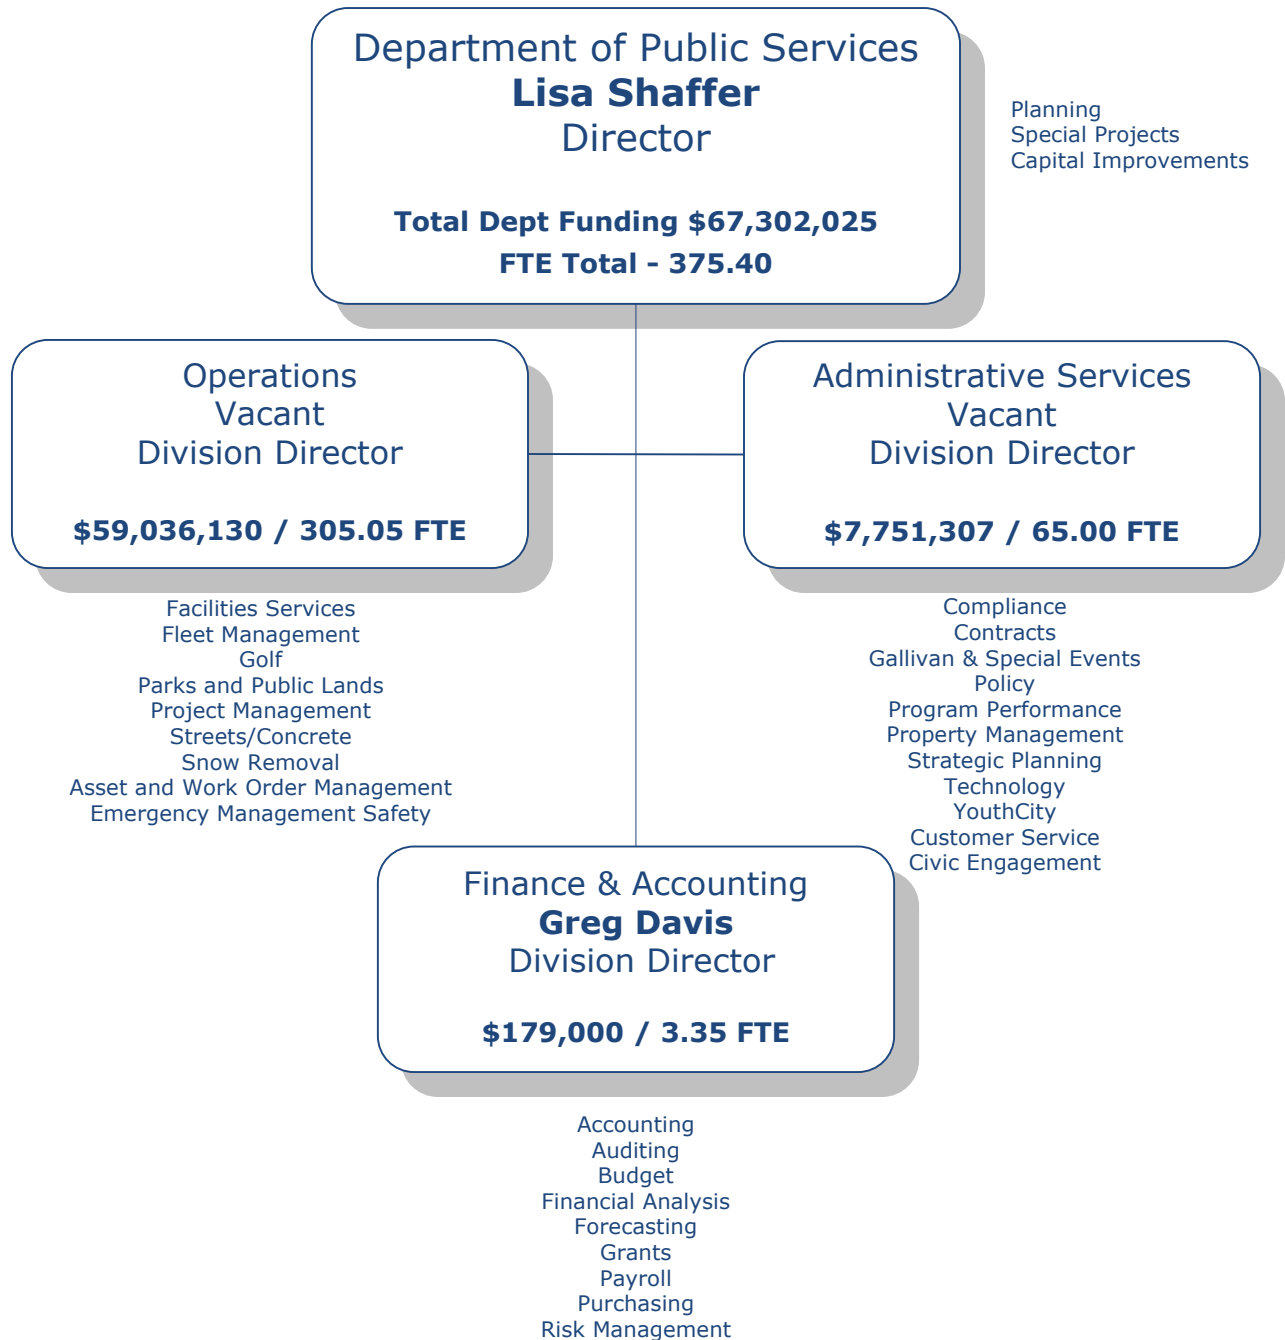 Department of Public Services
Lisa Shaffer
Director
Total Dept Funding $67,302,025
FTE Total – 375.40
Planning
Special Projects
Capital Improvements
Operations
Vacant
Division Director
$59,036,130 / 305.05 FTE
Facilities Services
Fleet Management
Golf
Parks and Public Lands
Project Management
Streets/Concrete
Snow Removal
Asset and Work Order Management
Emergency Management Safety
Administrative Services
Vacant
Division Director
$7,751,307 / 65.00 FTE
Compliance
Contracts
Gallivan & Special Events
Policy
Program Performance
Property Management
Strategic Planning
Technology
YouthCity
Customer Service
Civic Engagement
Finance & Accounting
Greg Davis
Division Director
$179,000 / 3.35 FTE
Accounting
Auditing
Budget
Financial Analysis
Forecasting
Grants
Payroll
Purchasing
Risk Management